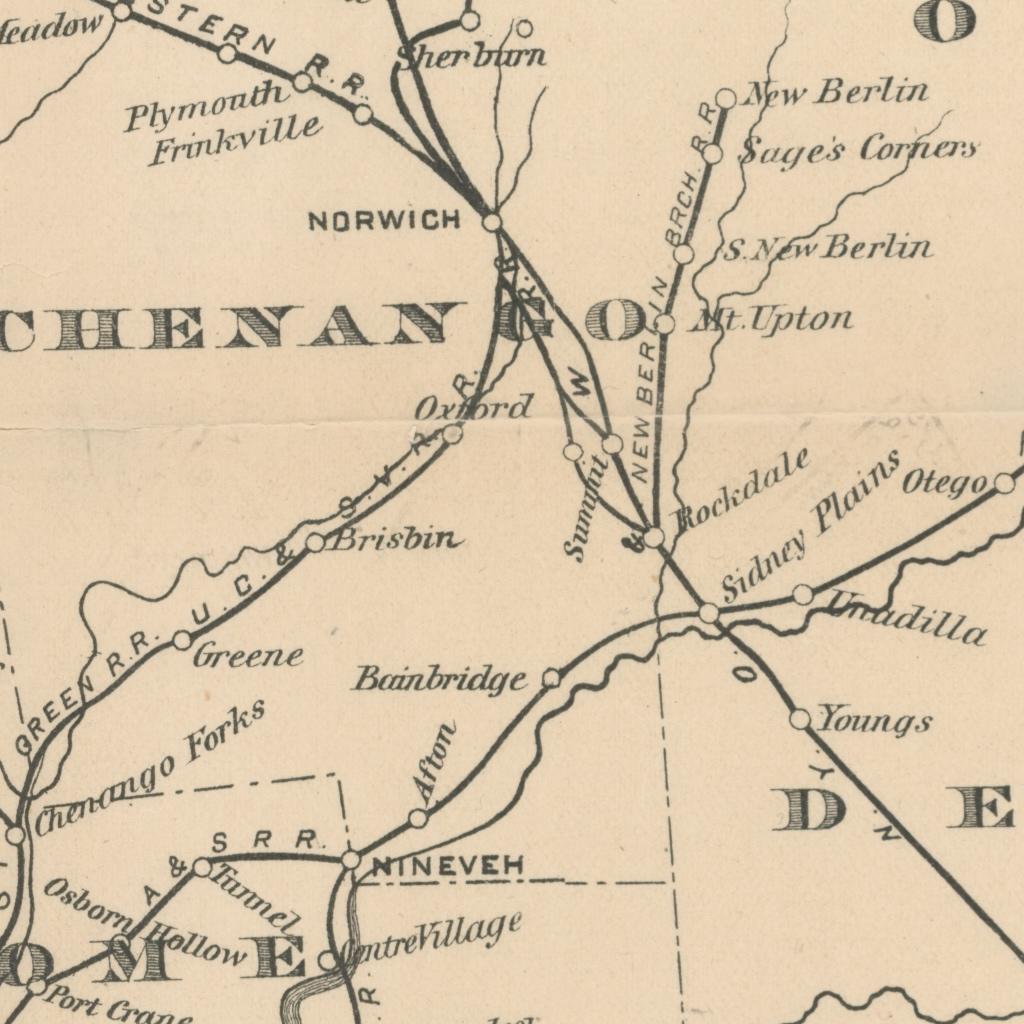 Meadow
STERN R.R.
Sherburn
O
Plymouth
Frinkville
New Berlin
Sage's Corners
NORWICH
S. New Berlin
Mt. Upton
CHENANGO
NEW BERLIN BRCH. R.R.
R.R.
W
Oxford
Summit
&
Rockdale
Otego
Sidney Plains
Brisbin
Unadilla
GREEN R.R. U.C. & S.V.R.R.
Greene
Bainbridge
O
Youngs
Y.
N
Afton
Chenango Forks
D E
A & S R R.
NINEVEH
Tunnel
Osborn Hollow
Centre Village
OME
Port Crane
R